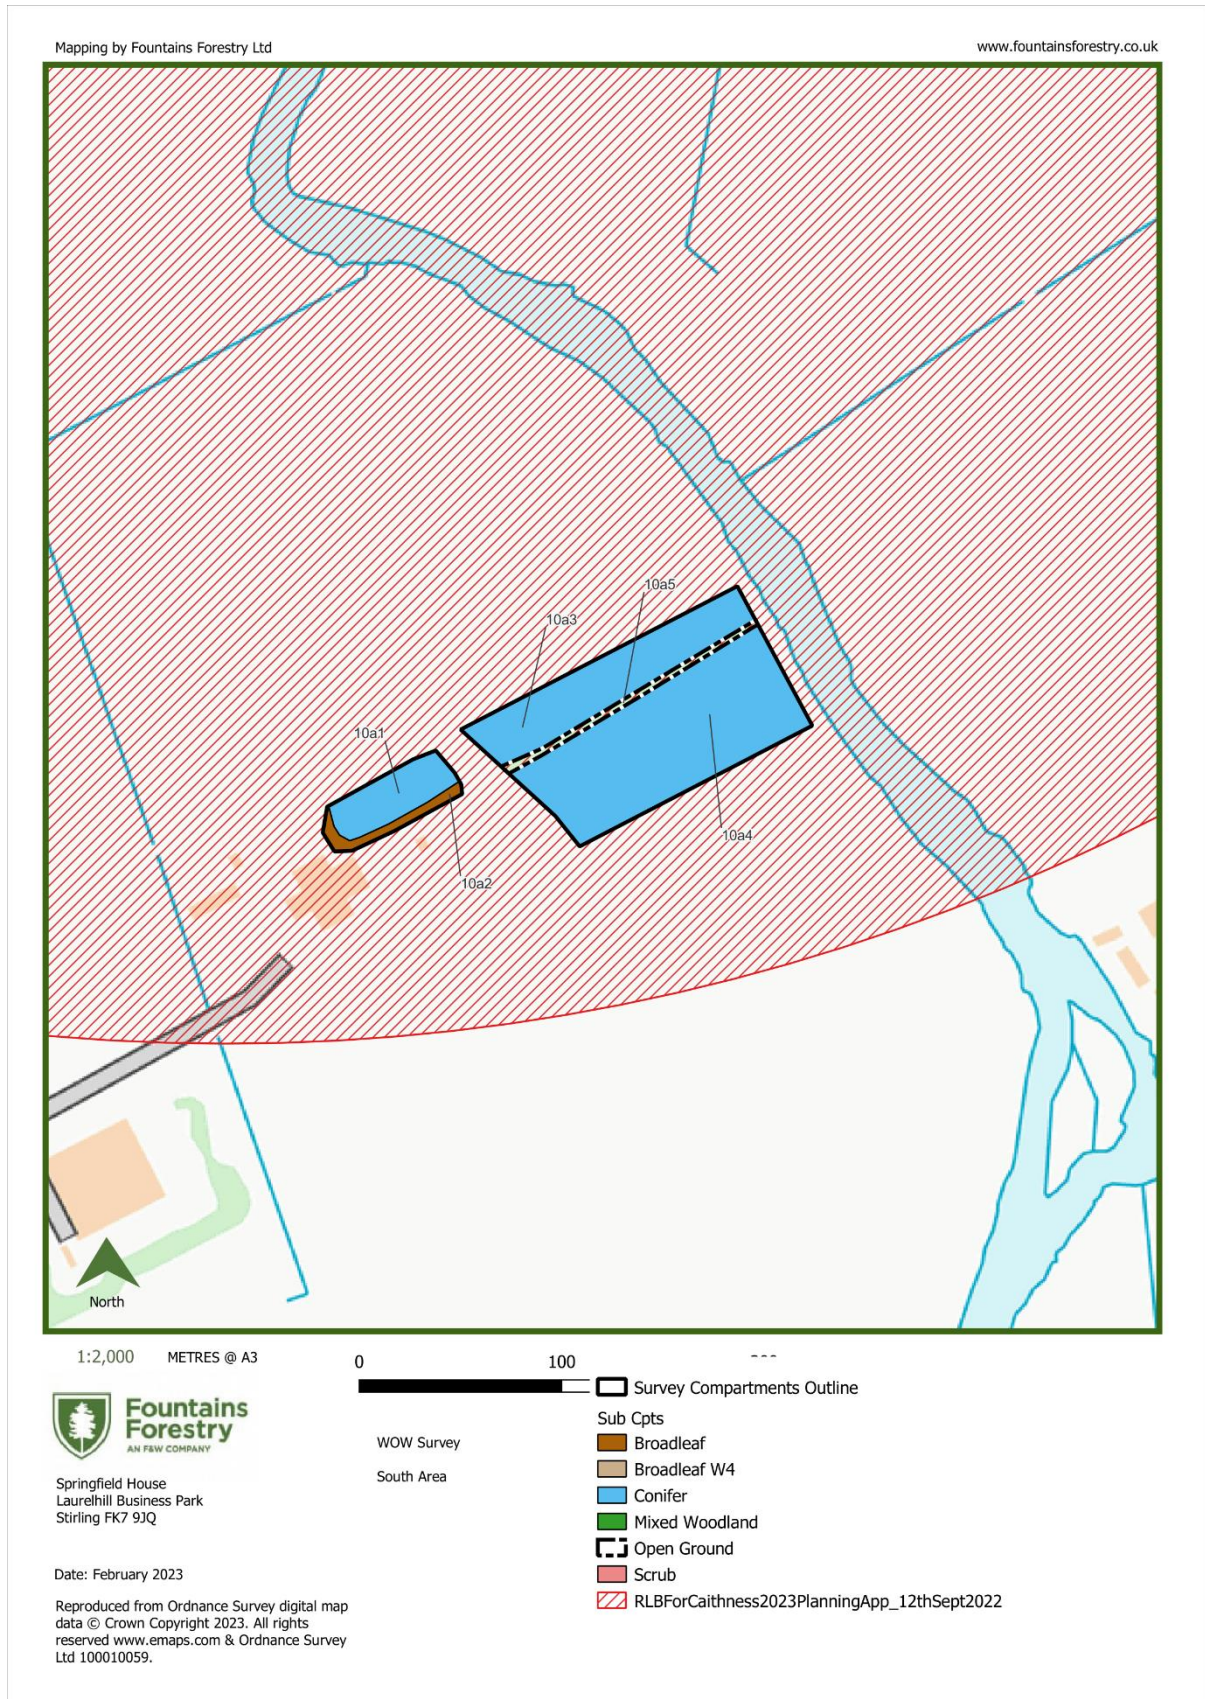 Mapping by Fountains Forestry Ltd
www.fountainsforestry.co.uk
10a5
10a3
10a1
10a4
10a2
North
1:2,000 METRES @ A3
0 100
Survey Compartments Outline
Sub Cpts
Broadleaf
Broadleaf W4
Conifer
Mixed Woodland
Open Ground
Scrub
RLBForCaithness2023PlanningApp_12thSept2022
WOW Survey
South Area
Fountains
Forestry
AN F&W COMPANY
Springfield House
Laurelhill Business Park
Stirling FK7 9JQ
Date: February 2023
Reproduced from Ordnance Survey digital map
data © Crown Copyright 2023. All rights
reserved www.emaps.com & Ordnance Survey
Ltd 100010059.